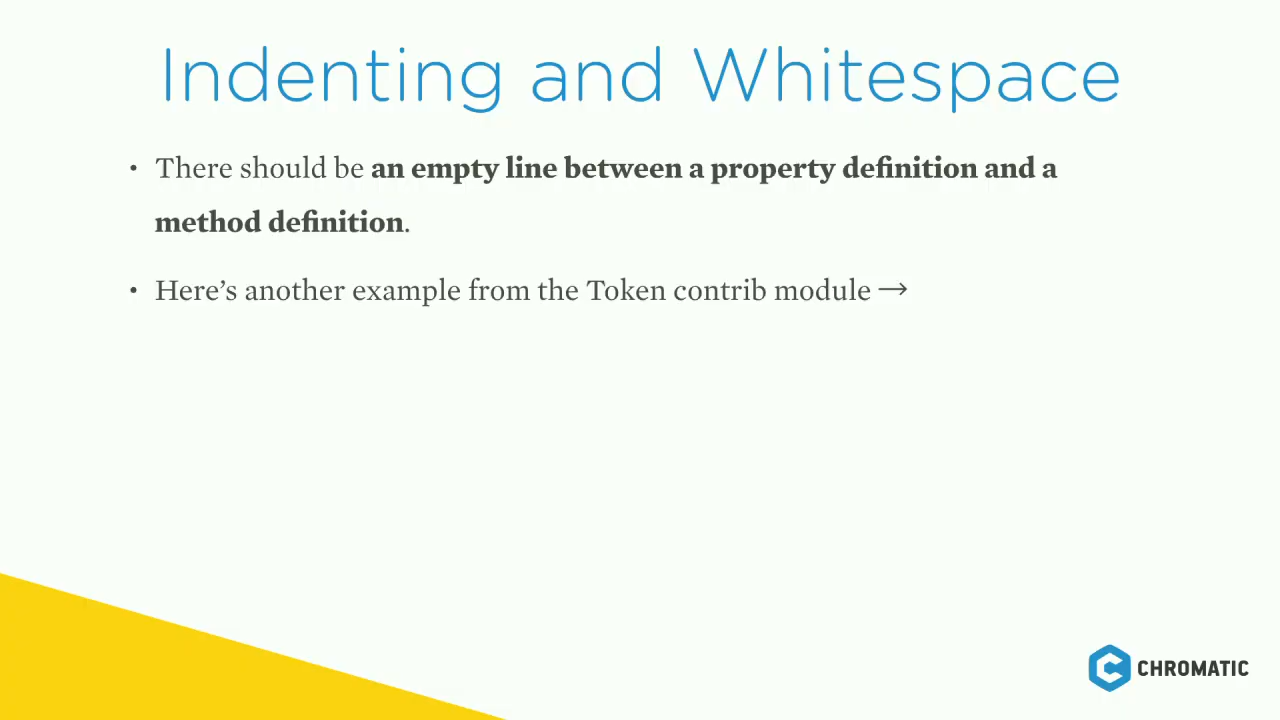 Indenting and Whitespace
• There should be an empty line between a property definition and a
method definition.
• Here’s another example from the Token contrib module →
CHROMATIC